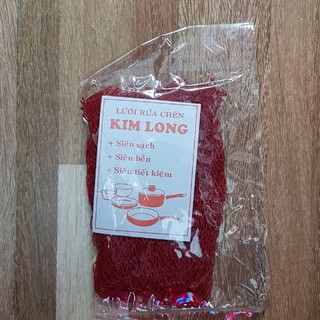 LƯỚI RỬA CHÉN
KIM LONG
+ Siêu sạch
+ Siêu bền
+ Siêu tiết kiệm